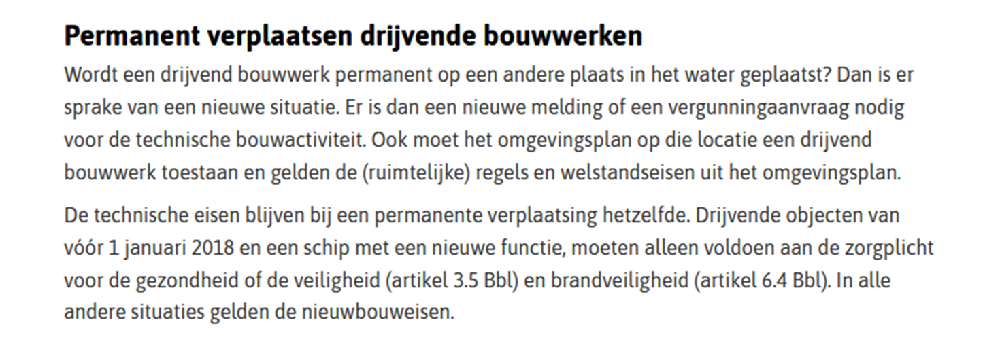 Permanent verplaatsen drijvende bouwwerken
Wordt een drijvend bouwwerk permanent op een andere plaats in het water geplaatst? Dan is er
sprake van een nieuwe situatie. Er is dan een nieuwe melding of een vergunningaanvraag nodig
voor de technische bouwactiviteit. Ook moet het omgevingsplan op die locatie een drijvend
bouwwerk toestaan en gelden de (ruimtelijke) regels en welstandseisen uit het omgevingsplan.
De technische eisen blijven bij een permanente verplaatsing hetzelfde. Drijvende objecten van
vóór 1 januari 2018 en een schip met een nieuwe functie, moeten alleen voldoen aan de zorgplicht
voor de gezondheid of de veiligheid (artikel 3.5 Bbl) en brandveiligheid (artikel 6.4 Bbl). In alle
andere situaties gelden de nieuwbouweisen.